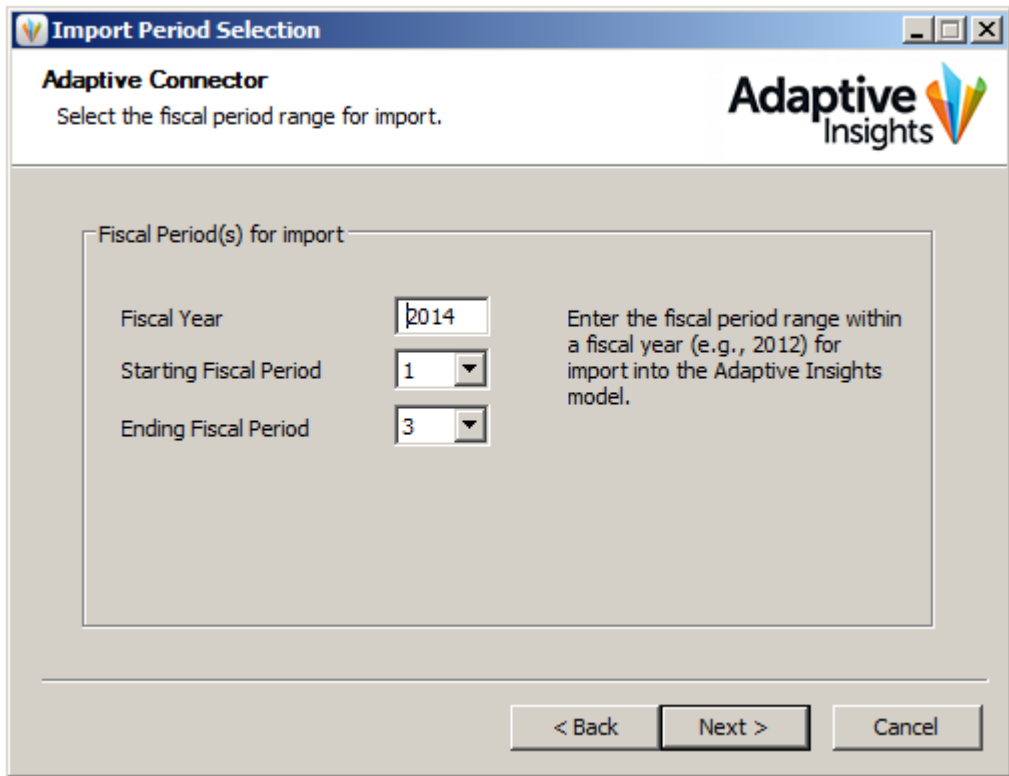 Import Period Selection
Adaptive Connector
Select the fiscal period range for import.
Adaptive
Insights
Fiscal Period(s) for import
Fiscal Year 2014
Starting Fiscal Period 1
Ending Fiscal Period 3
Enter the fiscal period range within
a fiscal year (e.g., 2012) for
import into the Adaptive Insights
model.
< Back Next > Cancel